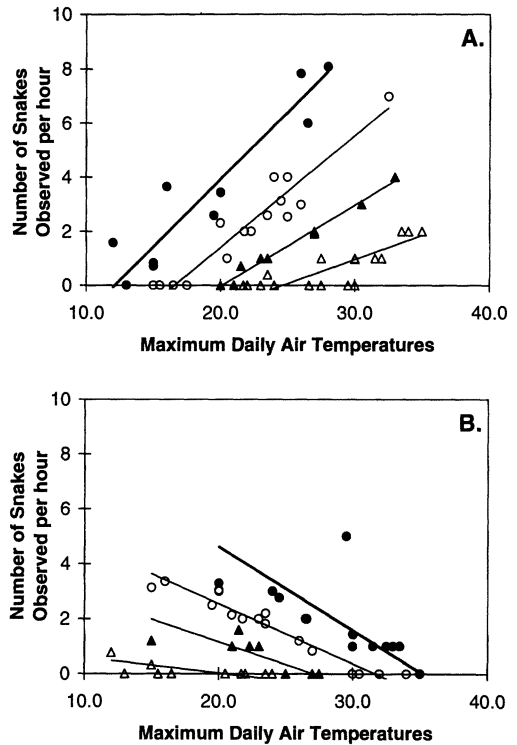 10
A.
8
6
4
2
0
Number of Snakes
Observed per hour
10.0 20.0 30.0 40.0
Maximum Daily Air Temperatures
10
B.
8
6
4
2
0
Number of Snakes
Observed per hour
10.0 20.0 30.0 40.0
Maximum Daily Air Temperatures